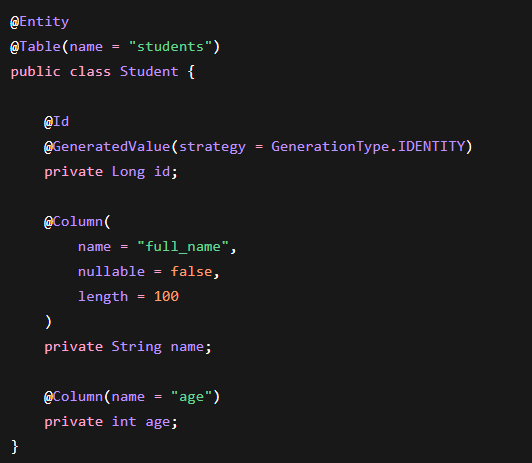 @Entity
@Table(name = "students")
public class Student {
@Id
@GeneratedValue(strategy = GenerationType.IDENTITY)
private Long id;
@Column(
name = "full_name",
nullable = false,
length = 100
)
private String name;
@Column(name = "age")
private int age;
}